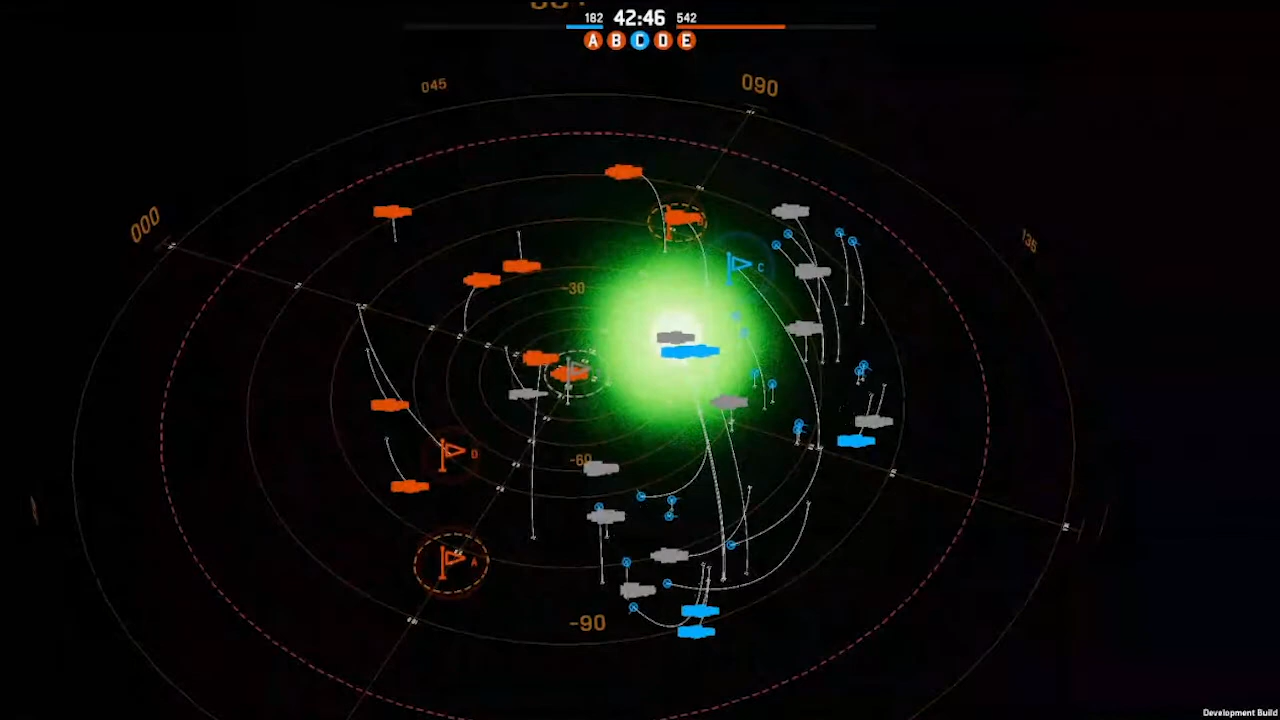 182 42:46 542
A B C D E
045
090
000
135
-30
C
D
-60
A
-90
Development Build